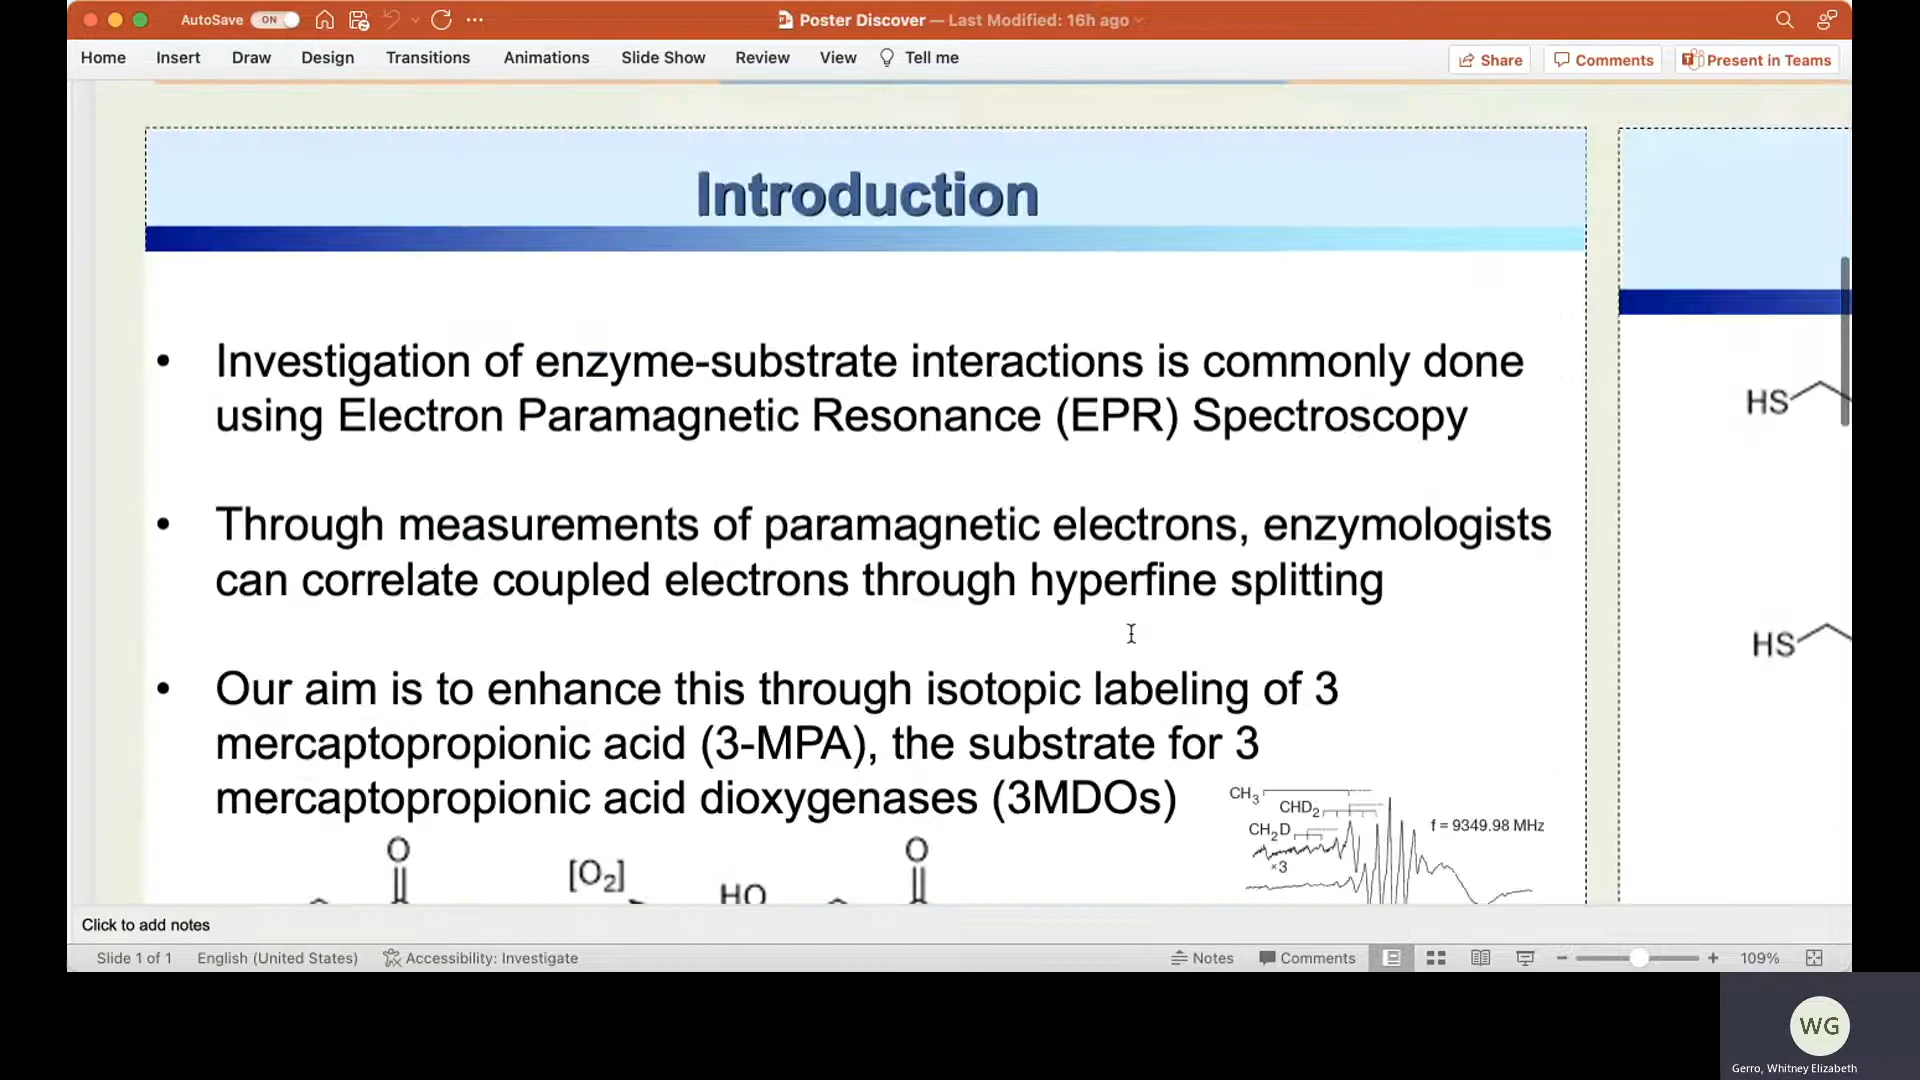 AutoSave ON Poster Discover — Last Modified: 16h ago
Home Insert Draw Design Transitions Animations Slide Show Review View Tell me Share Comments Present in Teams
Introduction
• Investigation of enzyme-substrate interactions is commonly done
using Electron Paramagnetic Resonance (EPR) Spectroscopy
• Through measurements of paramagnetic electrons, enzymologists
can correlate coupled electrons through hyperfine splitting
• Our aim is to enhance this through isotopic labeling of 3
mercaptopropionic acid (3-MPA), the substrate for 3
mercaptopropionic acid dioxygenases (3MDOs)
HS
HS
CH3
CHD2
CH2D
f = 9349.98 MHz
×3
O
[O2]
HO
O
Click to add notes
Slide 1 of 1 English (United States) Accessibility: Investigate Notes Comments 109%
WG
Gerro, Whitney Elizabeth